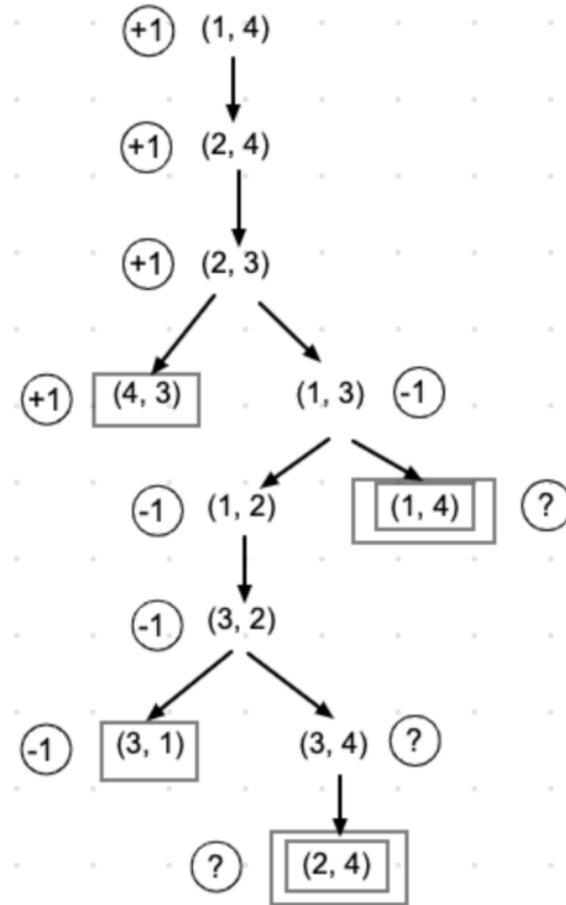 +1 (1, 4)
+1 (2, 4)
+1 (2, 3)
+1 (4, 3) (1, 3) -1
-1 (1, 2) (1, 4) ?
-1 (3, 2)
-1 (3, 1) (3, 4) ?
? (2, 4)